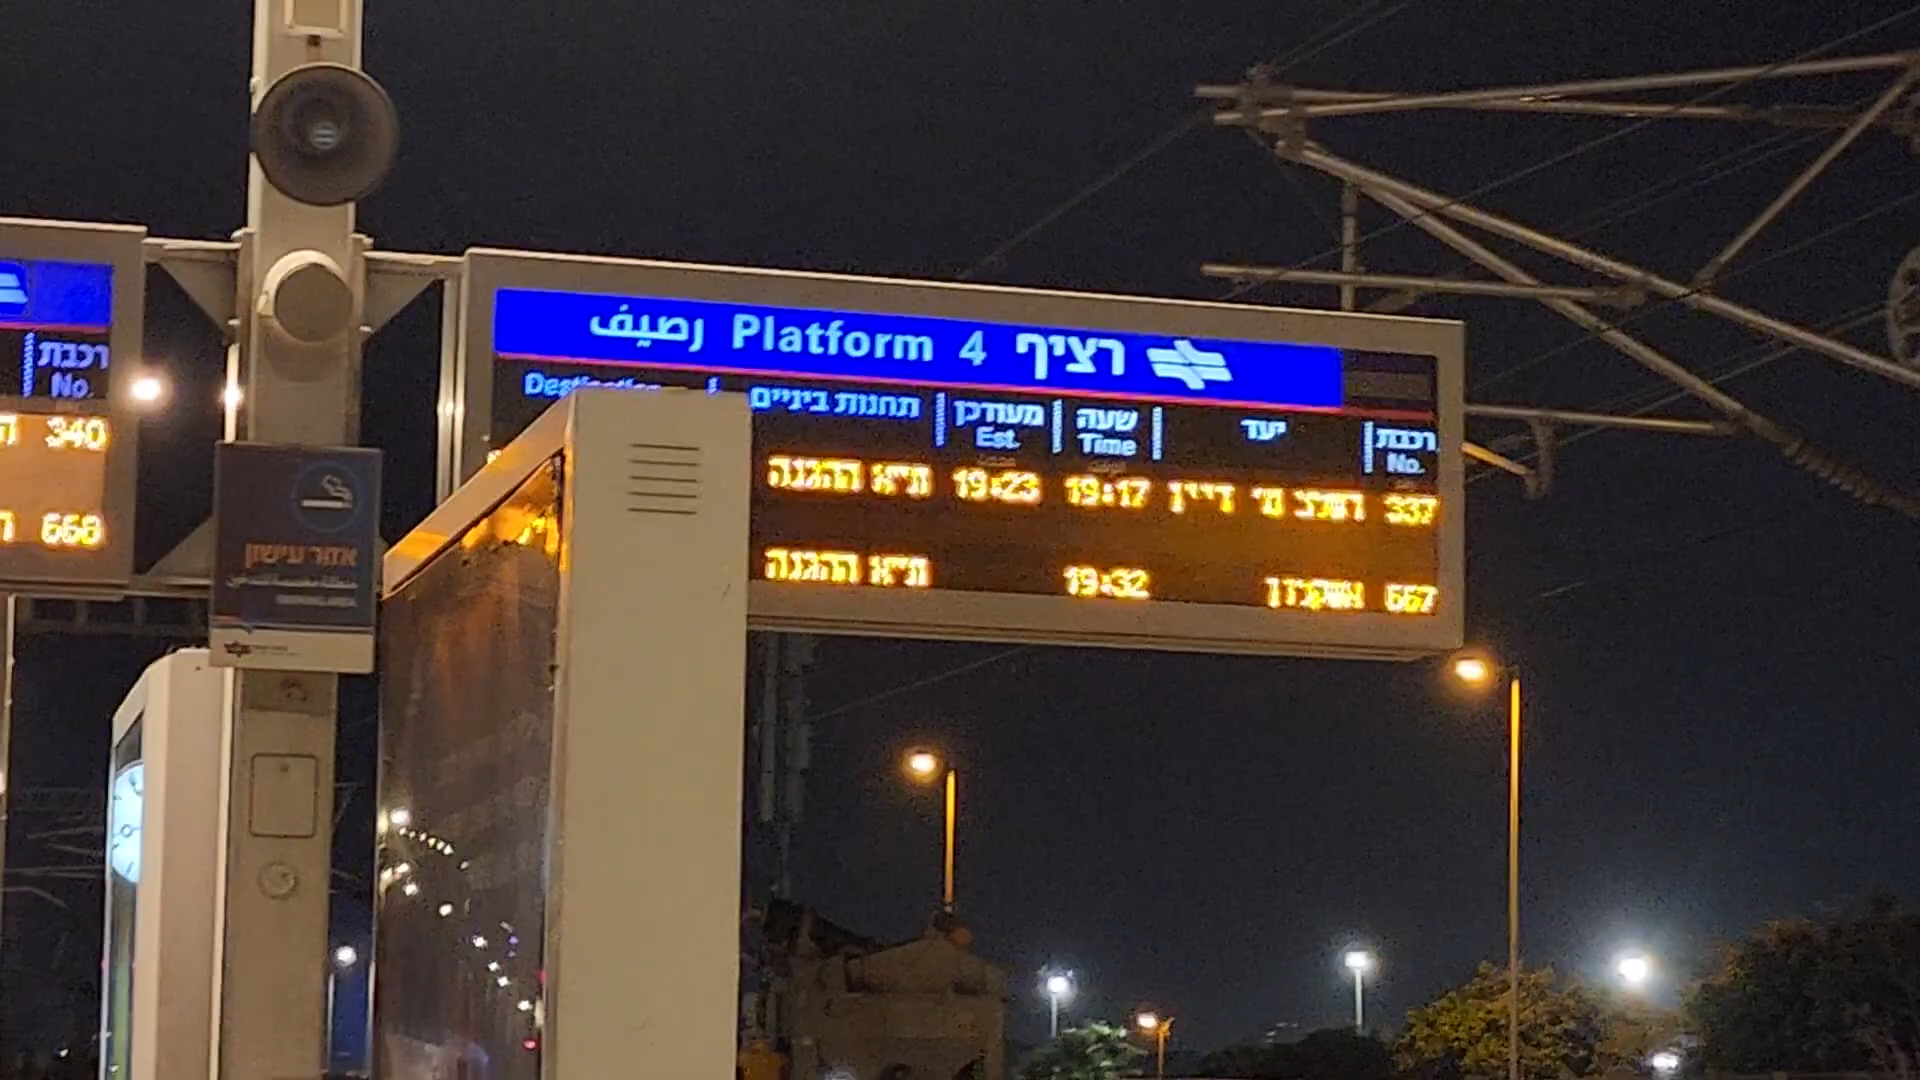 רציף 4 Platform رصيف
רכבת יעד שעה מעודכן תחנות ביניים
No. Time Est.
337 ראשל"צ מ' דיין 19:17 19:23 ת"א ההגנה
667 אשקלון 19:32 ת"א ההגנה
רכבת
No.
340
668
אזור עישון